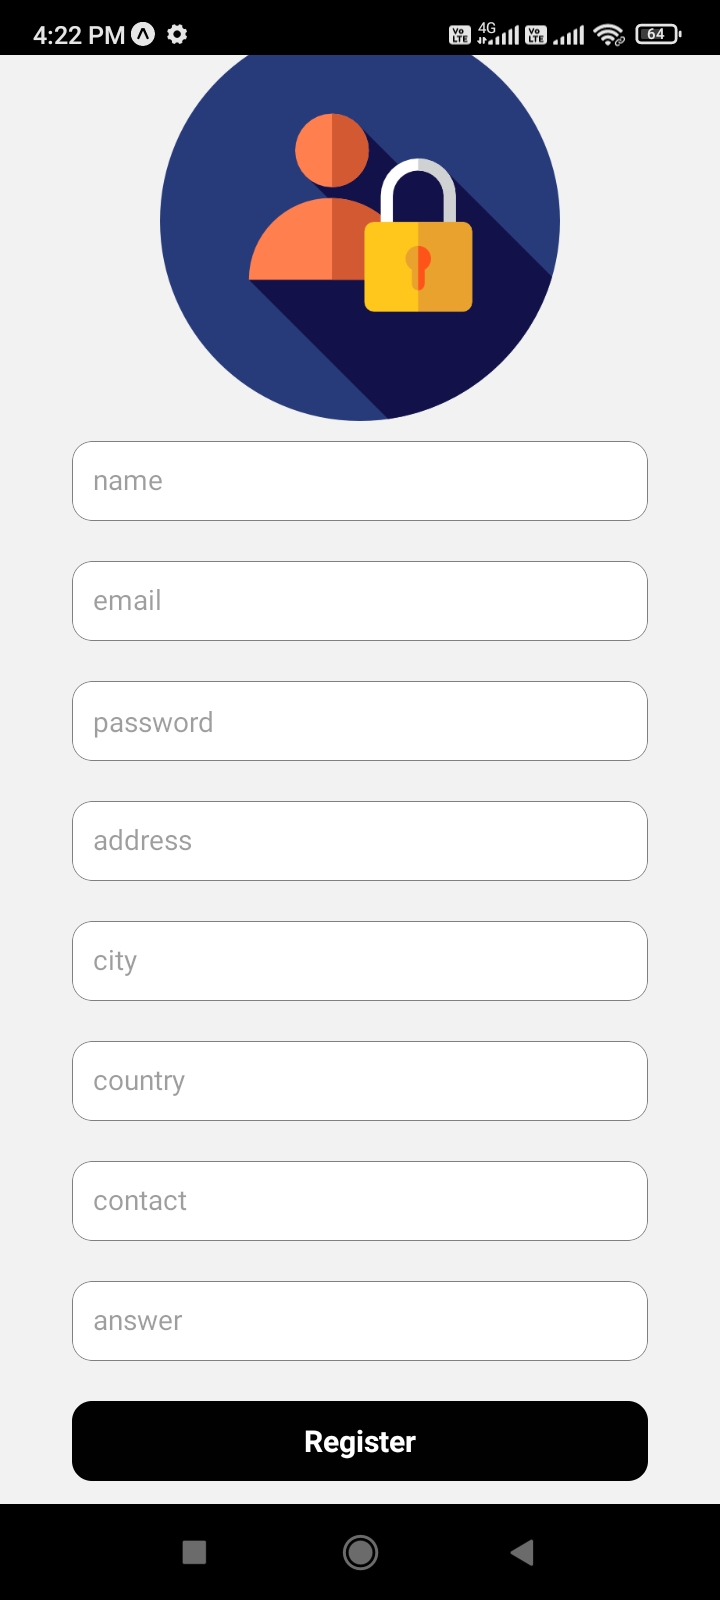 4:22 PM Vo LTE 4G Vo LTE 64
name
email
password
address
city
country
contact
answer
Register